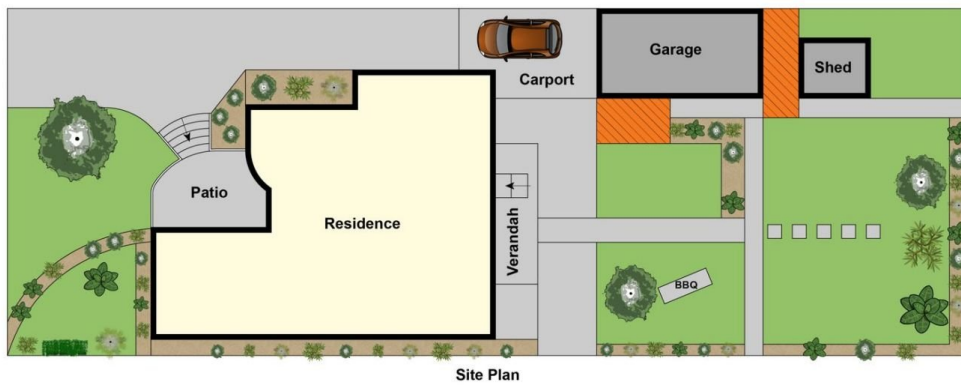 Garage
Carport
Shed
Patio
Residence
Verandah
BBQ
Site Plan